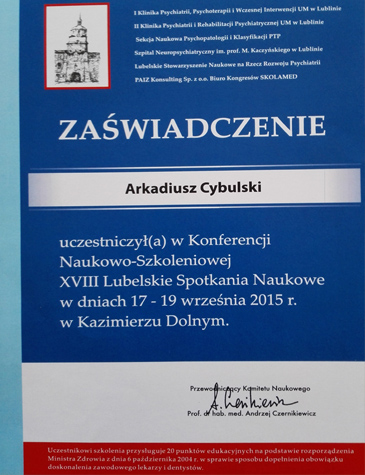 I Klinika Psychiatrii, Psychoterapii i Wczesnej Interwencji UM w Lublinie
II Klinika Psychiatrii i Rehabilitacji Psychiatrycznej UM w Lublinie
Sekcja Naukowa Psychopatologii i Klasyfikacji PTP
Szpital Neuropsychiatryczny im. prof. M. Kaczyńskiego w Lublinie
Lubelskie Stowarzyszenie Naukowe na Rzecz Rozwoju Psychiatrii
PAIZ Konsulting Sp. z o.o. Biuro Kongresów SKOLAMED
ZAŚWIADCZENIE
Arkadiusz Cybulski
uczestniczył(a) w Konferencji
Naukowo-Szkoleniowej
XVIII Lubelskie Spotkania Naukowe
w dniach 17 - 19 września 2015 r.
w Kazimierzu Dolnym.
Przewodniczący Komitetu Naukowego
Prof. dr hab. med. Andrzej Czernikiewicz
Uczestnikowi szkolenia przysługuje 20 punktów edukacyjnych na podstawie rozporządzenia
Ministra Zdrowia z dnia 6 października 2004 r. w sprawie sposobu dopełnienia obowiązku
doskonalenia zawodowego lekarzy i dentystów.